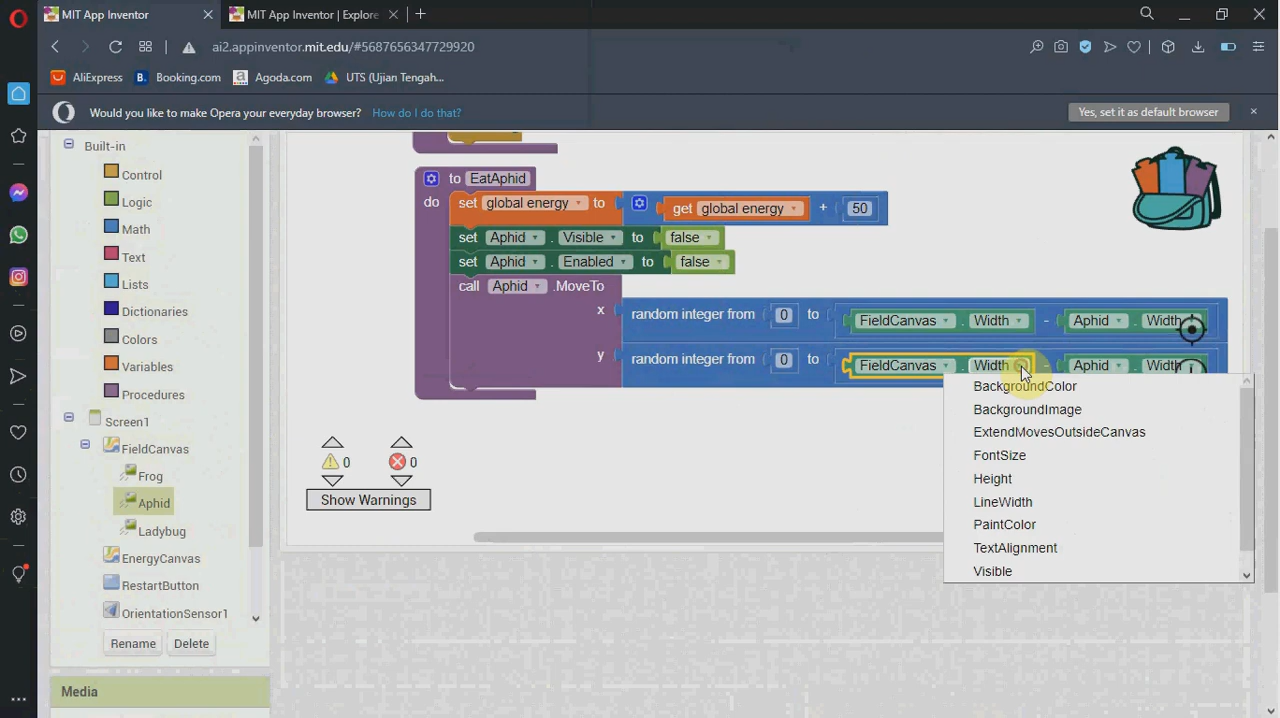 MIT App Inventor
MIT App Inventor | Explore
ai2.appinventor.mit.edu/#5687656347729920
AliExpress
B. Booking.com
a Agoda.com
UTS (Ujian Tengah...
Would you like to make Opera your everyday browser? How do I do that?
Yes, set it as default browser
Built-in
Control
Logic
Math
Text
Lists
Dictionaries
Colors
Variables
Procedures
Screen1
FieldCanvas
Frog
Aphid
Ladybug
EnergyCanvas
RestartButton
OrientationSensor1
Rename Delete
Media
to EatAphid
do set global energy to get global energy + 50
set Aphid . Visible to false
set Aphid . Enabled to false
call Aphid .MoveTo
x random integer from 0 to FieldCanvas . Width - Aphid . Width
y random integer from 0 to FieldCanvas . Width - Aphid . Width
BackgroundColor
BackgroundImage
ExtendMovesOutsideCanvas
FontSize
Height
LineWidth
PaintColor
TextAlignment
Visible
0 0
Show Warnings